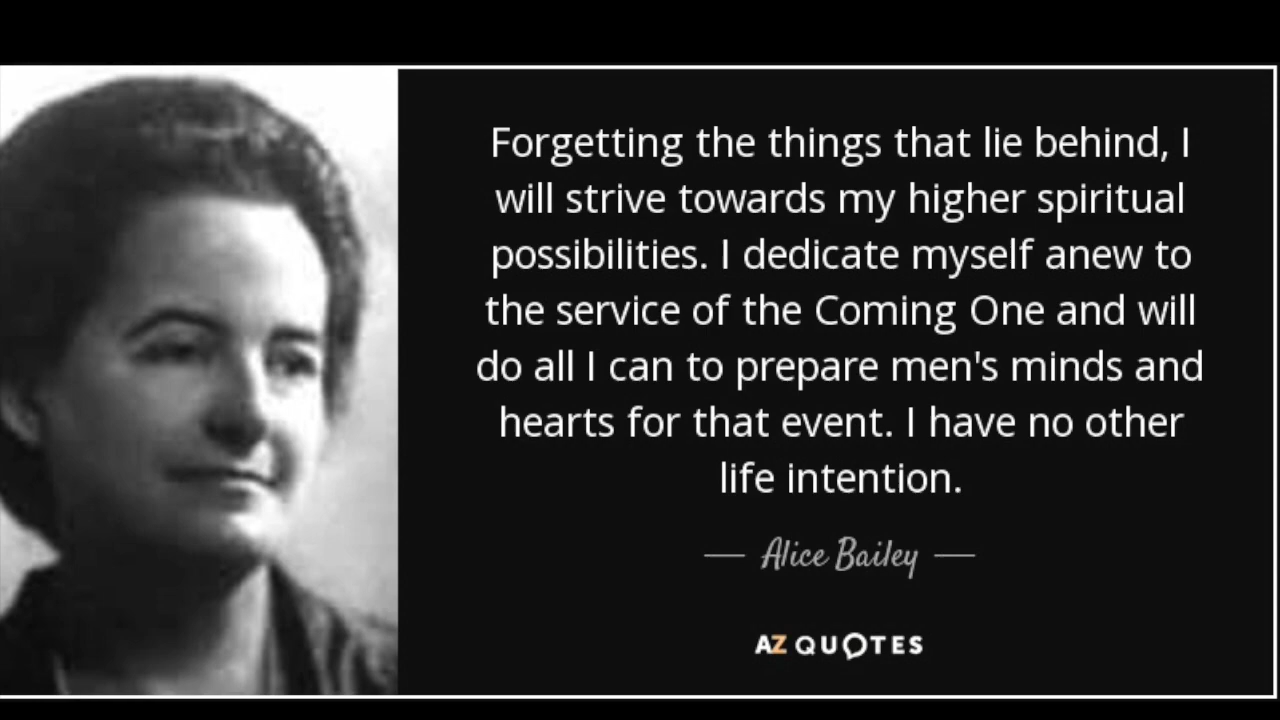 Forgetting the things that lie behind, I
will strive towards my higher spiritual
possibilities. I dedicate myself anew to
the service of the Coming One and will
do all I can to prepare men's minds and
hearts for that event. I have no other
life intention.
— Alice Bailey —
AZ QUOTES